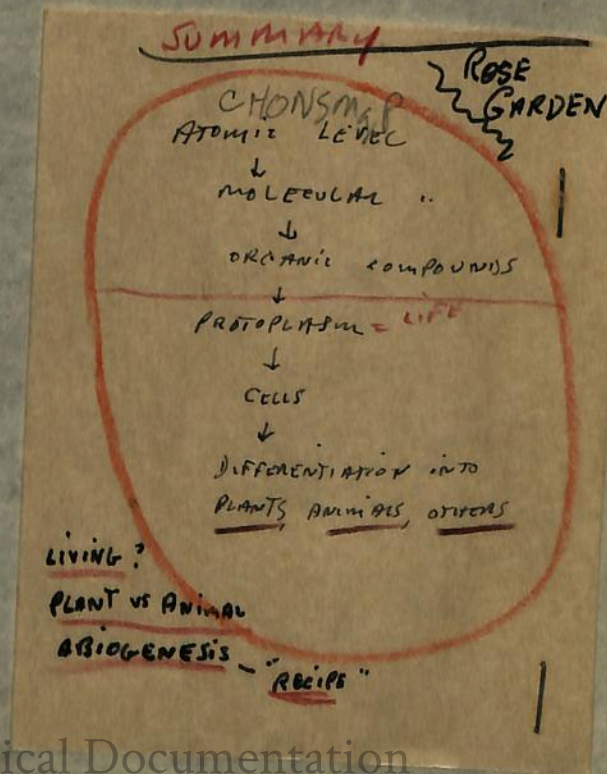 SUMMARY
ROSE
GARDEN
CHONSMgP
ATOMIC LEVEL
↓
MOLECULAR "
↓
ORGANIC COMPOUNDS
↓
PROTOPLASM = LIFE
↓
CELLS
↓
DIFFERENTIATION INTO
PLANTS, ANIMALS, OTHERS
LIVING?
PLANT VS ANIMAL
ABIOGENESIS - "RECIPE"
ical Documentation